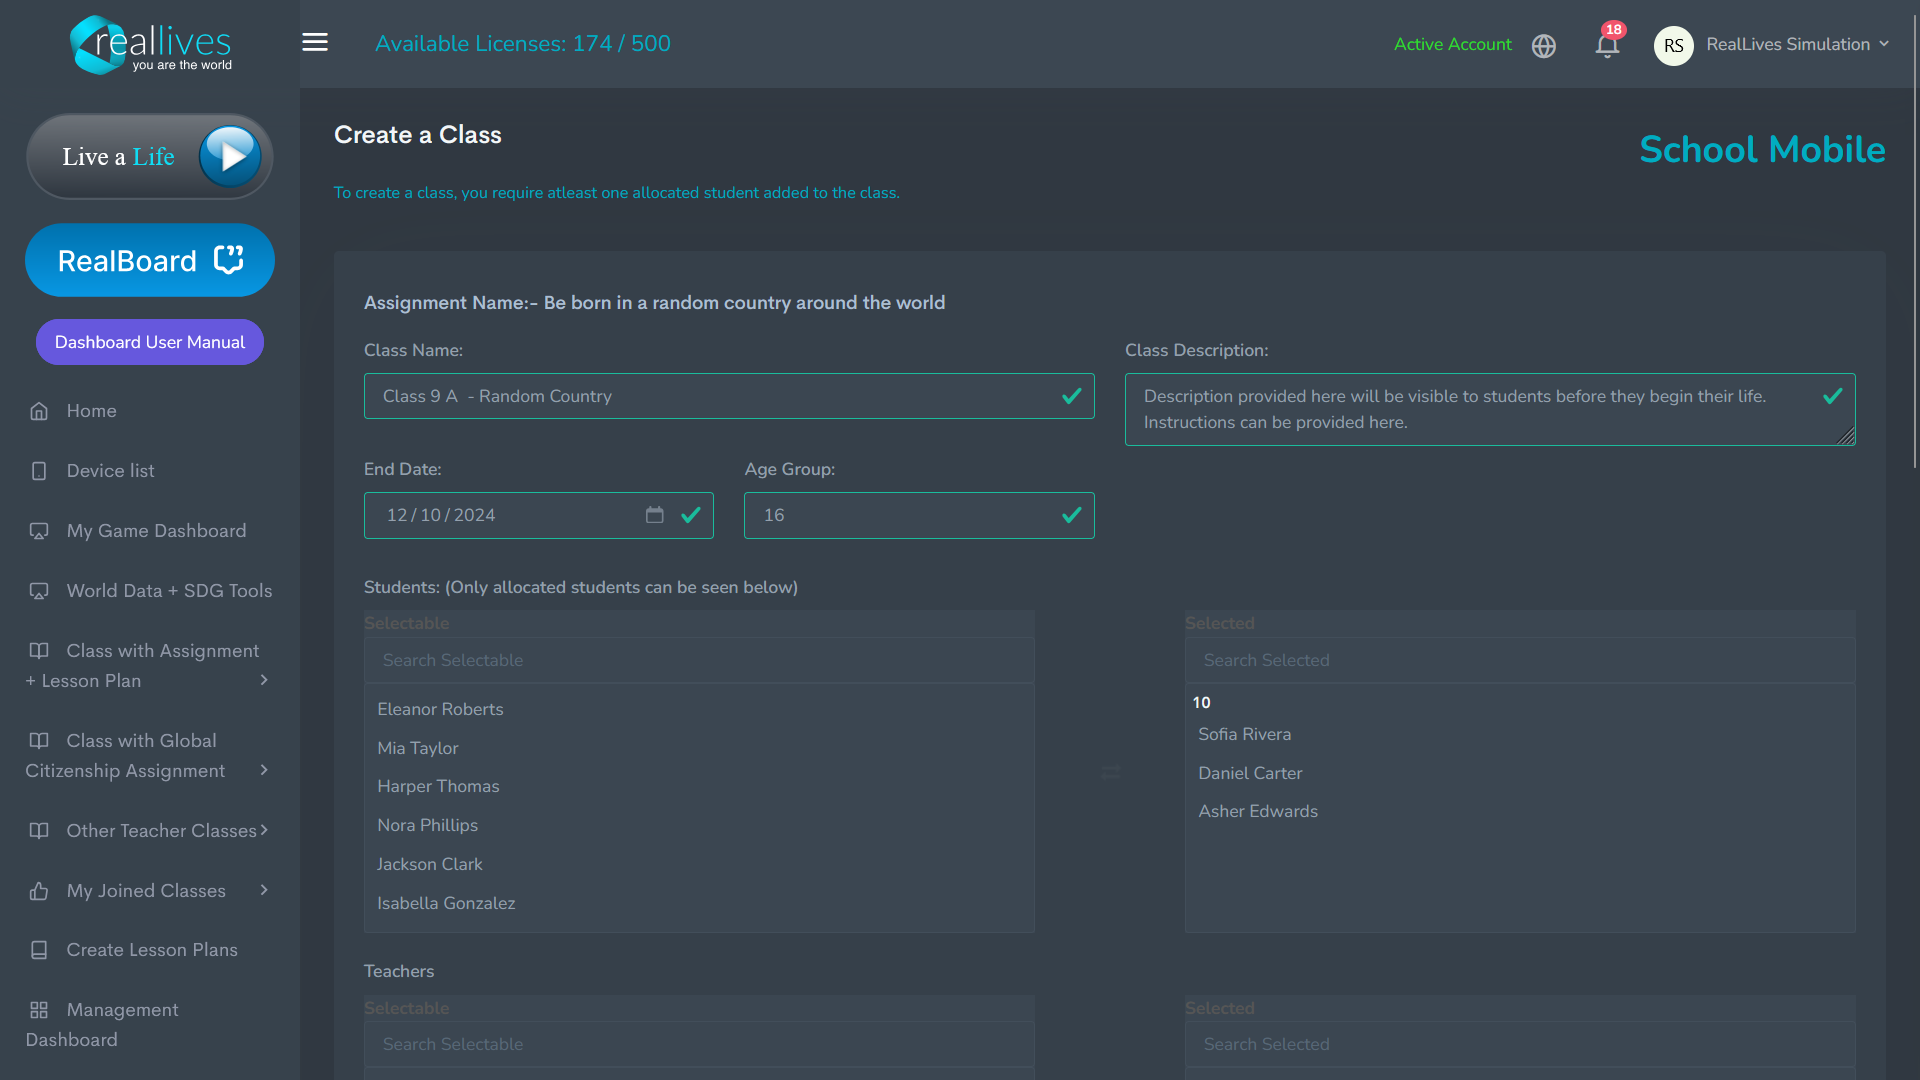 reallives
you are the world
Available Licenses: 174 / 500
Active Account
18
RS
RealLives Simulation
Live a Life
RealBoard
Dashboard User Manual
Home
Device list
My Game Dashboard
World Data + SDG Tools
Class with Assignment
+ Lesson Plan
Class with Global
Citizenship Assignment
Other Teacher Classes
My Joined Classes
Create Lesson Plans
Management
Dashboard
Create a Class
School Mobile
To create a class, you require atleast one allocated student added to the class.
Assignment Name:- Be born in a random country around the world
Class Name:
Class 9 A  - Random Country
Class Description:
Description provided here will be visible to students before they begin their life.
Instructions can be provided here.
End Date:
12/10/2024
Age Group:
16
Students: (Only allocated students can be seen below)
Selectable
Search Selectable
Eleanor Roberts
Mia Taylor
Harper Thomas
Nora Phillips
Jackson Clark
Isabella Gonzalez
Selected
Search Selected
10
Sofia Rivera
Daniel Carter
Asher Edwards
Teachers
Selectable
Search Selectable
Selected
Search Selected